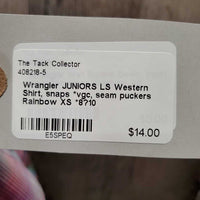 The Tack Collector
408218-5
Wrangler JUNIORS LS Western
Shirt, snaps *vgc, seam puckers
Rainbow XS *8?10
E5SPEQ
$14.00